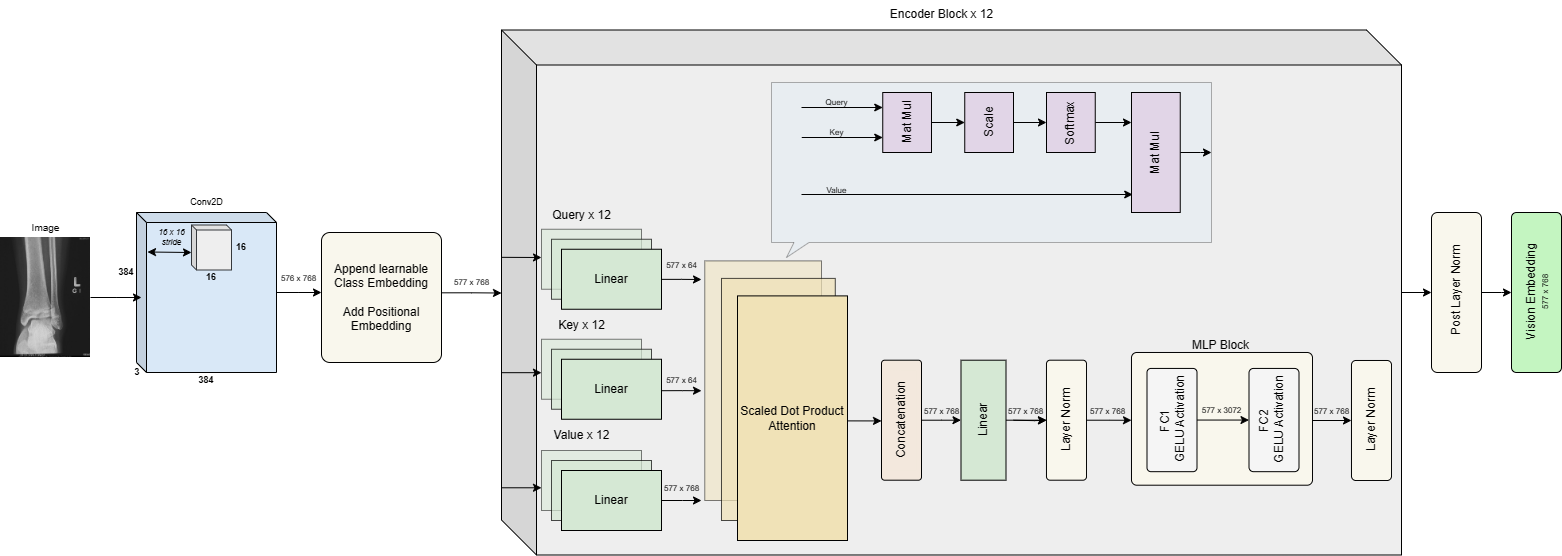 Encoder Block x 12
Query
Key
Value
Mat Mul
Scale
Softmax
Mat Mul
Image
L
Conv2D
16 x 16
stride
16
16
384
384
3
576 x 768
Append learnable
Class Embedding
Add Positional
Embedding
577 x 768
Query x 12
Linear
577 x 64
Key x 12
Linear
577 x 64
Value x 12
Linear
577 x 768
Scaled Dot Product
Attention
Concatenation
577 x 768
Linear
577 x 768
Layer Norm
577 x 768
MLP Block
FC1
GELU Activation
577 x 3072
FC2
GELU Activation
577 x 768
Layer Norm
Post Layer Norm
Vision Embedding
577 x 768